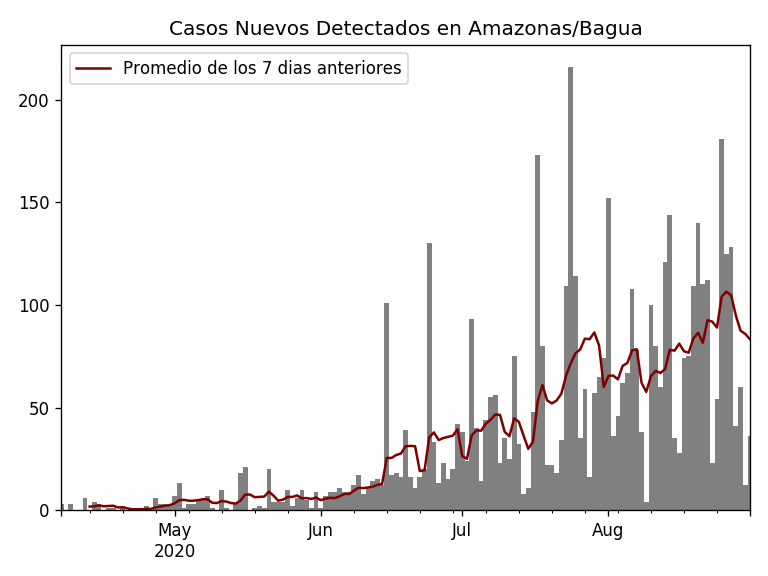 Casos Nuevos Detectados en Amazonas/Bagua
Promedio de los 7 dias anteriores
200
150
100
50
0
May Jun Jul Aug
2020